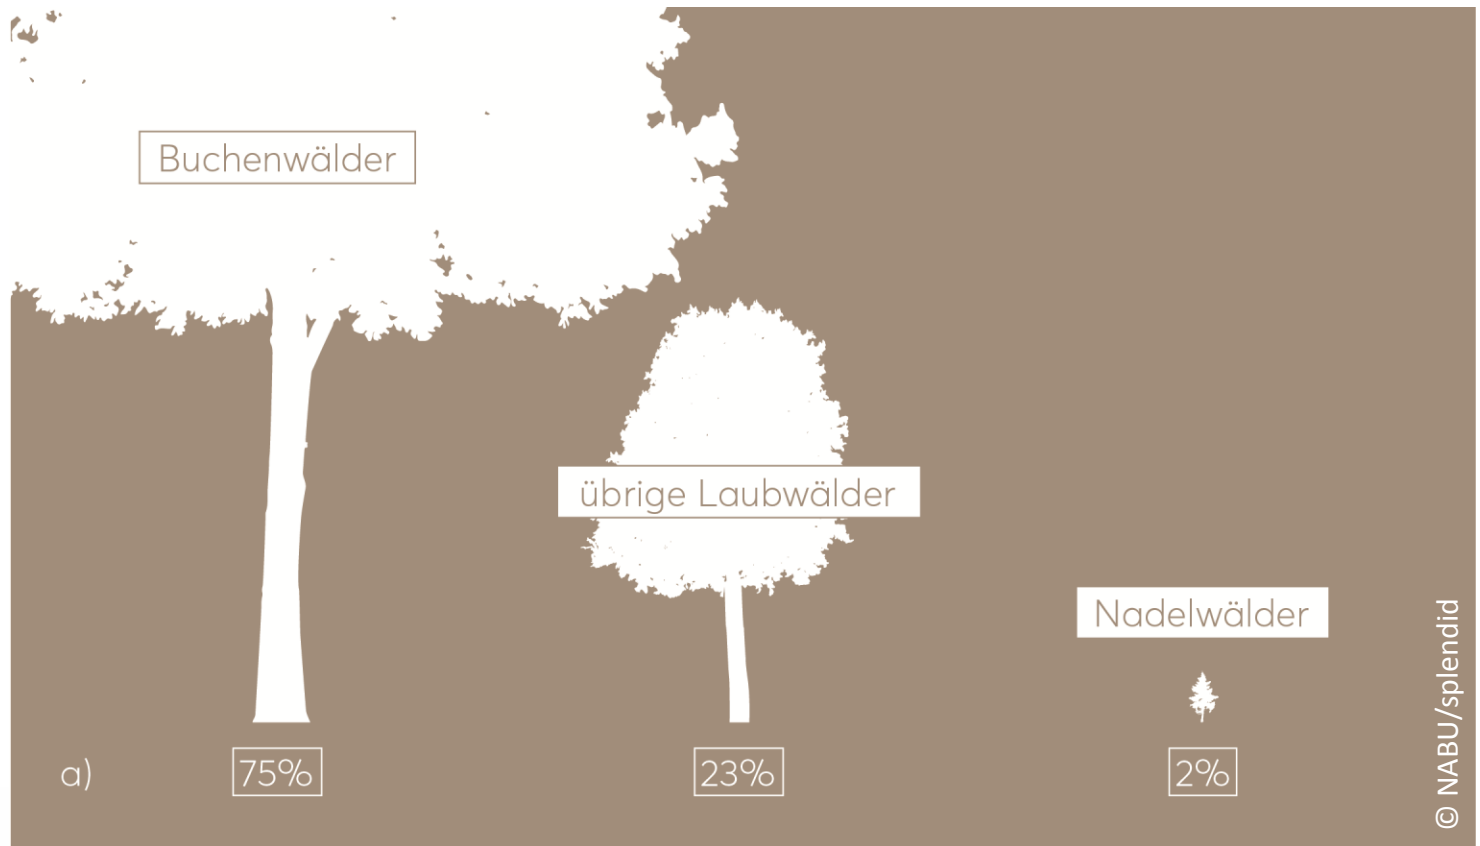 Buchenwälder
übrige Laubwälder
Nadelwälder
a)
75%
23%
2%
© NABU/splendid